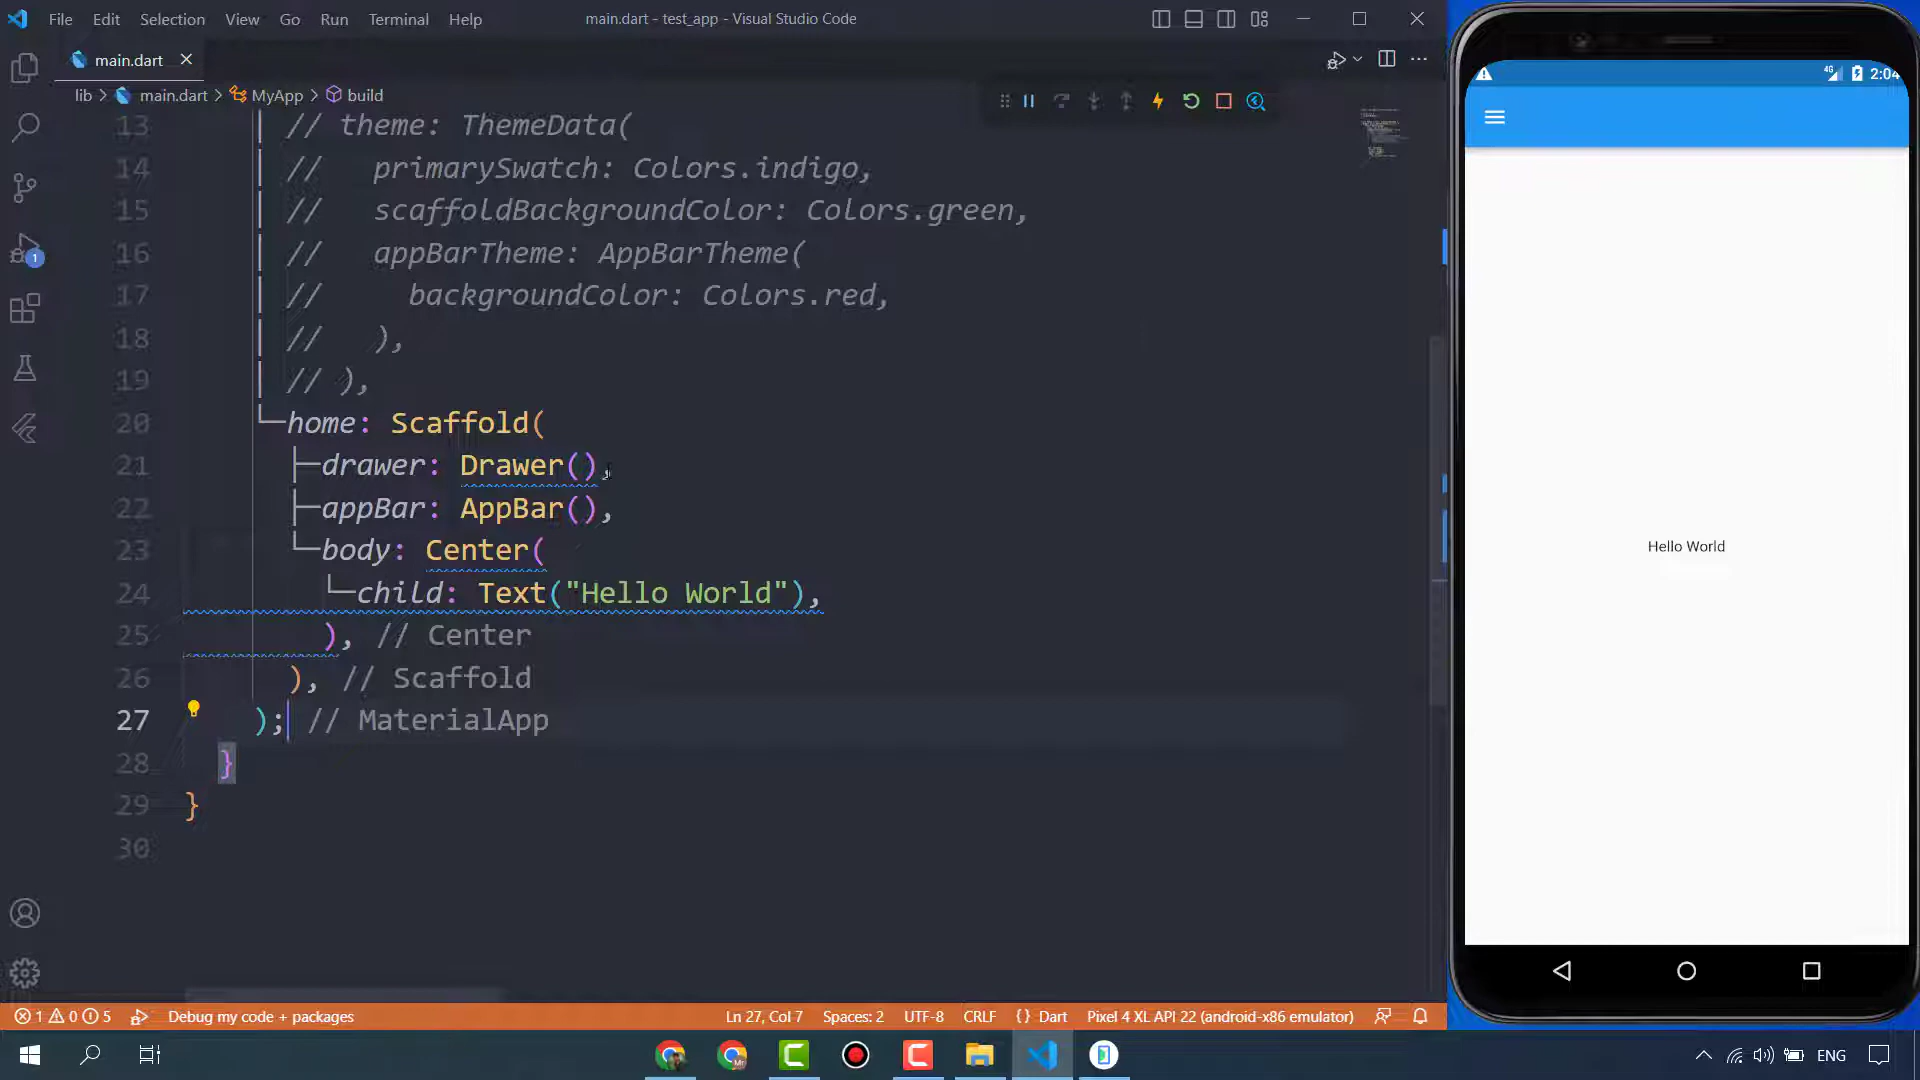 File Edit Selection View Go Run Terminal Help
main.dart - test_app - Visual Studio Code
main.dart
lib > main.dart > MyApp > build
13 // theme: ThemeData(
14 //   primarySwatch: Colors.indigo,
15 //   scaffoldBackgroundColor: Colors.green,
16 //   appBarTheme: AppBarTheme(
17 //     backgroundColor: Colors.red,
18 //   ),
19 // ),
20 home: Scaffold(
21 drawer: Drawer(),
22 appBar: AppBar(),
23 body: Center(
24 child: Text("Hello World"),
25 ), // Center
26 ), // Scaffold
27 ); // MaterialApp
28 }
29 }
30
1
1 0 5 Debug my code + packages
Ln 27, Col 7 Spaces: 2 UTF-8 CRLF {} Dart Pixel 4 XL API 22 (android-x86 emulator)
4G 2:04
Hello World
ENG